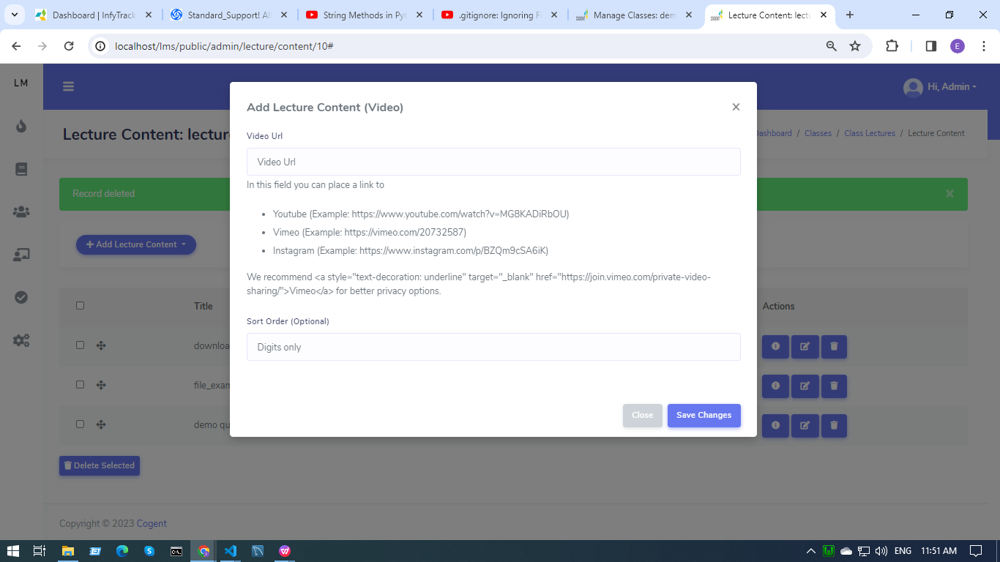 Dashboard | InfyTrack
Standard_Support! Al
String Methods in Pyt
.gitignore: Ignoring Fi
Manage Classes: dem
Lecture Content: lectu
localhost/lms/public/admin/lecture/content/10#
E
LM
Hi, Admin
Lecture Content: lectur
Dashboard / Classes / Class Lectures / Lecture Content
Record deleted
Add Lecture Content
Title
Actions
downloa
file_exam
demo qu
Delete Selected
Add Lecture Content (Video)
Video Url
Video Url
In this field you can place a link to
• Youtube (Example: https://www.youtube.com/watch?v=MG8KADiRbOU)
• Vimeo (Example: https://vimeo.com/20732587)
• Instagram (Example: https://www.instagram.com/p/BZQm9cSA6iK)
We recommend <a style="text-decoration: underline" target="_blank" href="https://join.vimeo.com/private-video-
sharing/">Vimeo</a> for better privacy options.
Sort Order (Optional)
Digits only
Close
Save Changes
Copyright © 2023 Cogent
ENG
11:51 AM